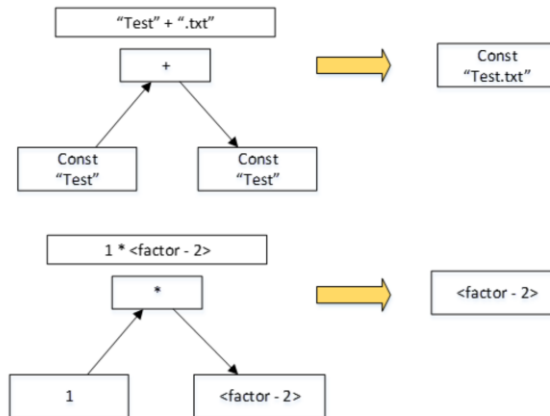 “Test” + “.txt”
+
Const
“Test.txt”
Const
“Test”
Const
“Test”
1 * <factor - 2>
*
<factor - 2>
1
<factor - 2>